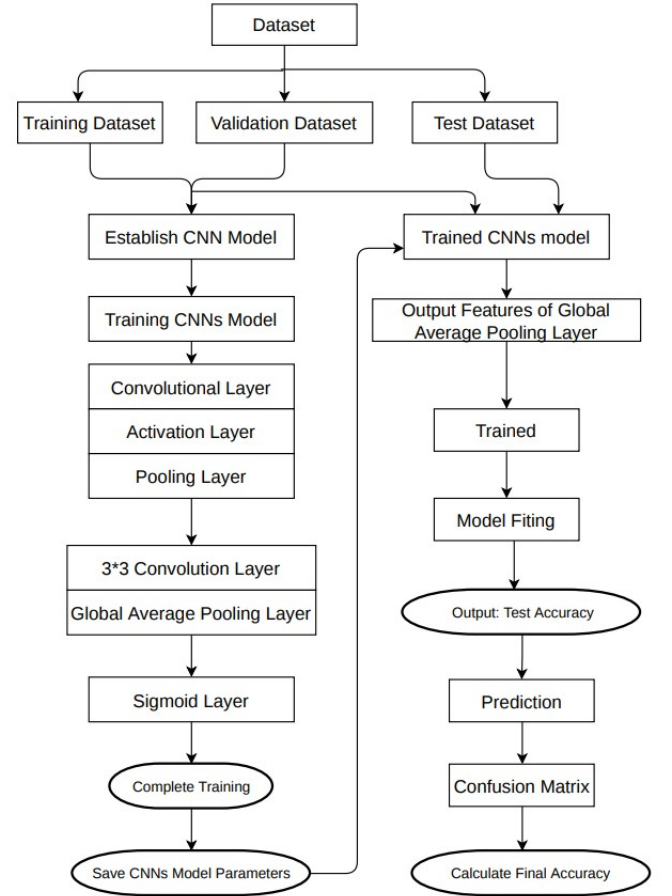 Dataset
Training Dataset
Validation Dataset
Test Dataset
Establish CNN Model
Trained CNNs model
Training CNNs Model
Output Features of Global
Average Pooling Layer
Convolutional Layer
Activation Layer
Pooling Layer
Trained
Model Fiting
3*3 Convolution Layer
Global Average Pooling Layer
Output: Test Accuracy
Sigmoid Layer
Prediction
Complete Training
Confusion Matrix
Save CNNs Model Parameters
Calculate Final Accuracy